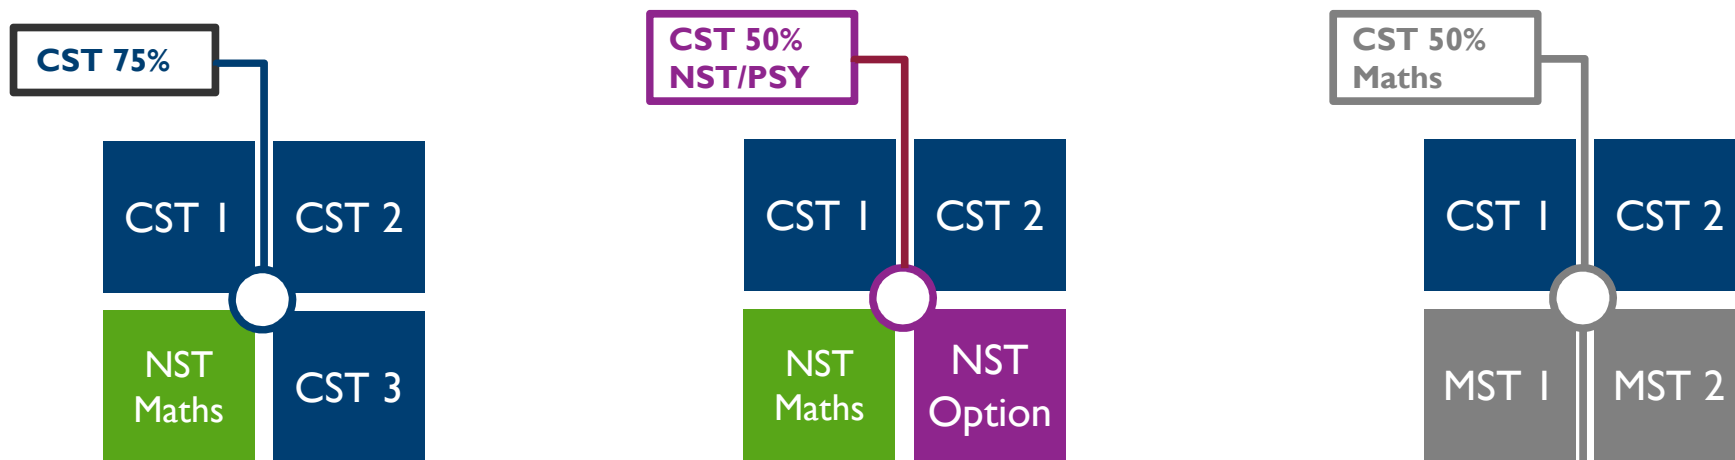 CST 75%
CST 1
CST 2
NST
Maths
CST 3
CST 50%
NST/PSY
CST 1
CST 2
NST
Maths
NST
Option
CST 50%
Maths
CST 1
CST 2
MST 1
MST 2